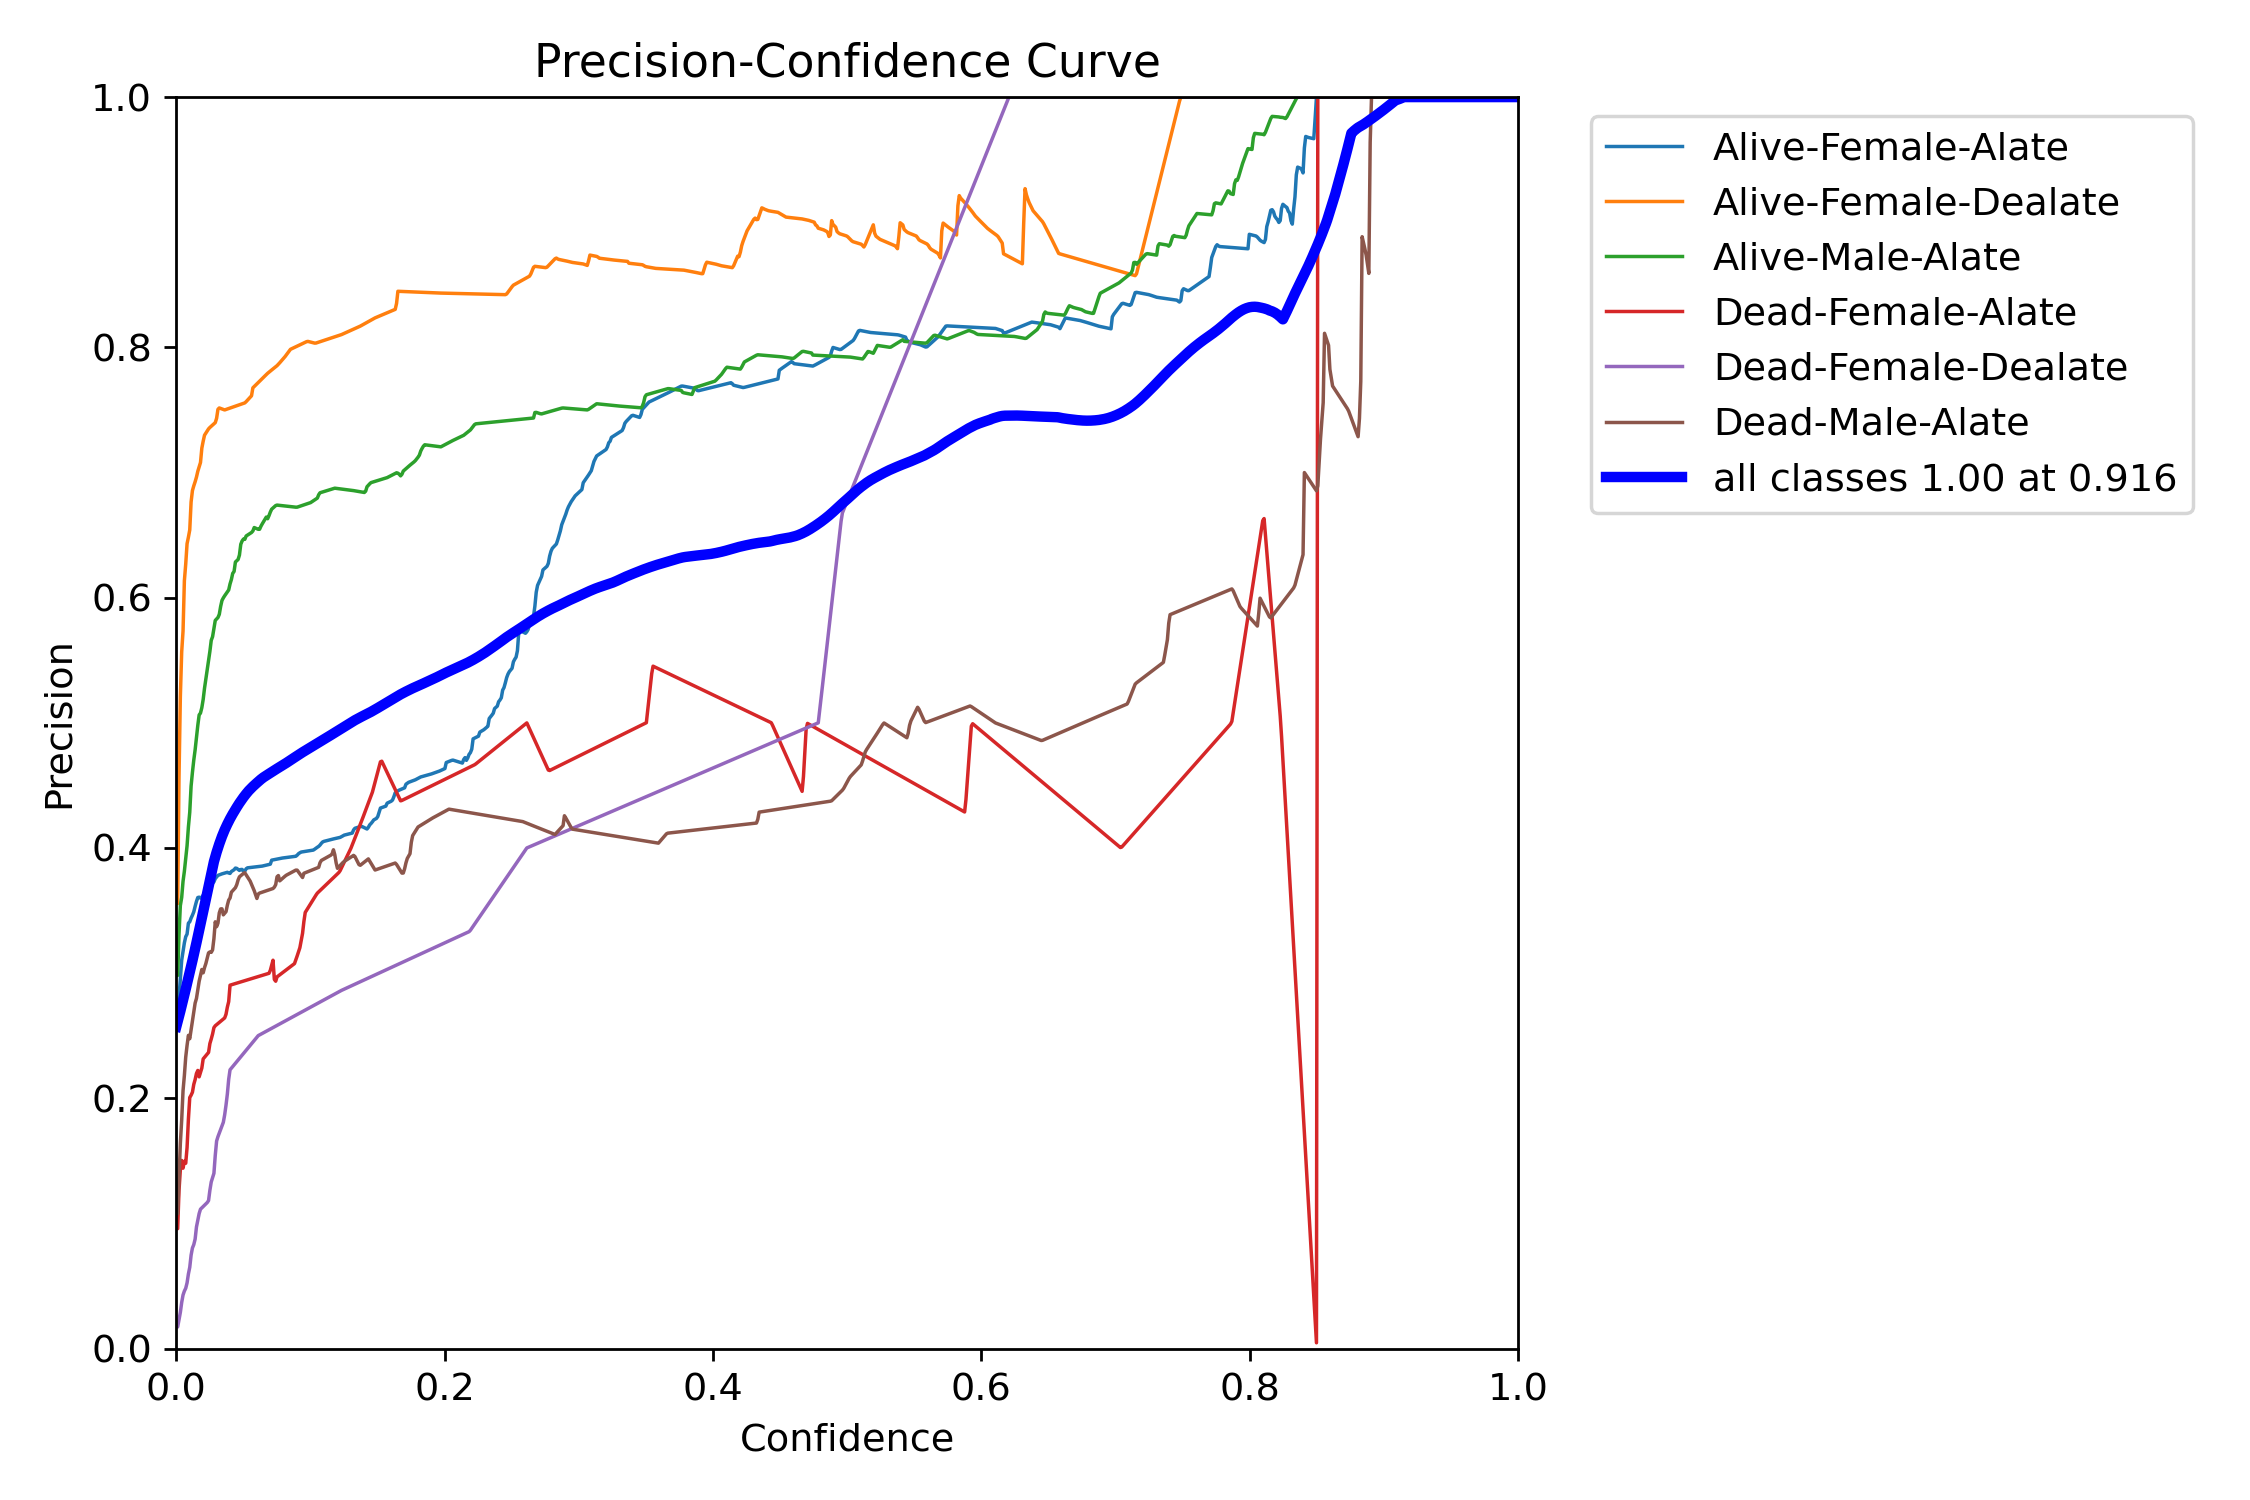 Precision-Confidence Curve
1.0
0.8
0.6
0.4
0.2
0.0
Precision
0.0 0.2 0.4 0.6 0.8 1.0
Confidence
Alive-Female-Alate
Alive-Female-Dealate
Alive-Male-Alate
Dead-Female-Alate
Dead-Female-Dealate
Dead-Male-Alate
all classes 1.00 at 0.916